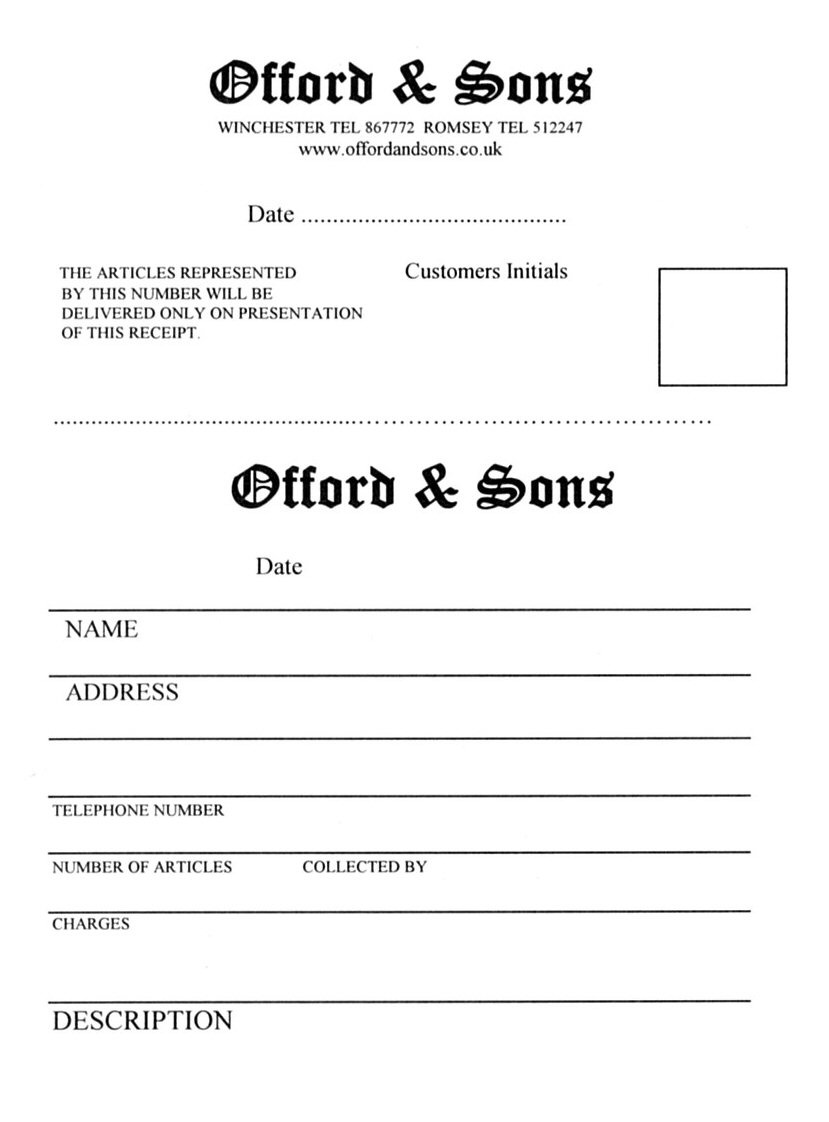 Offord & Sons
WINCHESTER TEL 867772 ROMSEY TEL 512247
www.offordandsons.co.uk
Date ..........................................
THE ARTICLES REPRESENTED
BY THIS NUMBER WILL BE
DELIVERED ONLY ON PRESENTATION
OF THIS RECEIPT.
Customers Initials
Offord & Sons
Date
NAME
ADDRESS
TELEPHONE NUMBER
NUMBER OF ARTICLES COLLECTED BY
CHARGES
DESCRIPTION